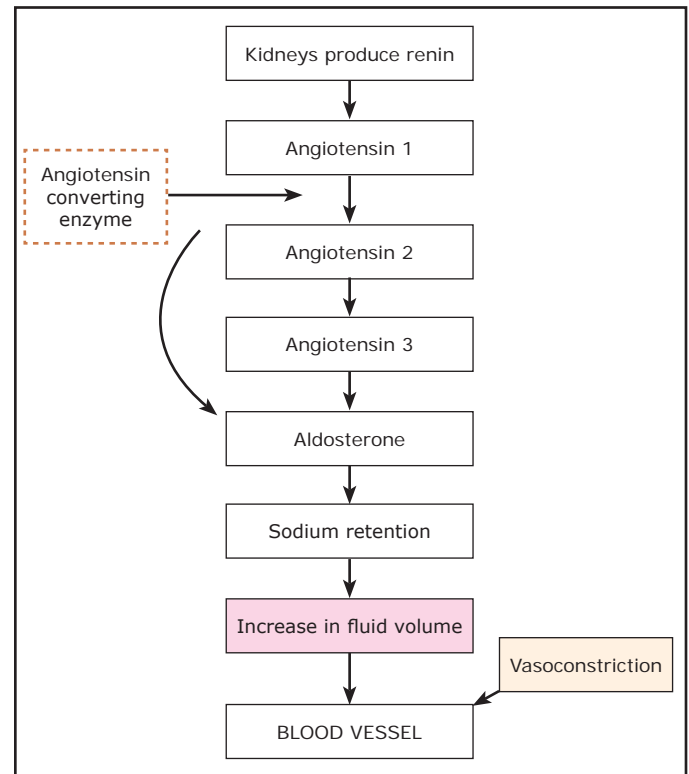 Kidneys produce renin
Angiotensin 1
Angiotensin
converting
enzyme
Angiotensin 2
Angiotensin 3
Aldosterone
Sodium retention
Increase in fluid volume
Vasoconstriction
BLOOD VESSEL